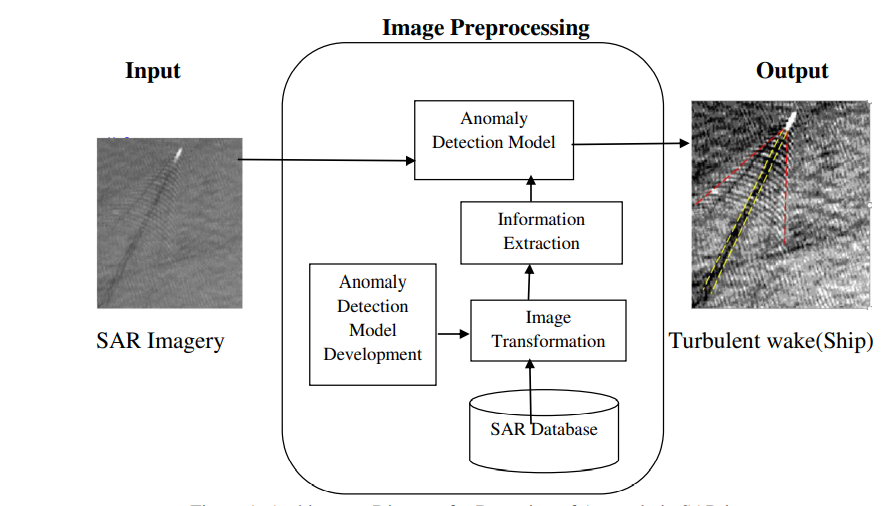 Image Preprocessing
Input
Output
Anomaly
Detection Model
Information
Extraction
Anomaly
Detection
Model
Development
Image
Transformation
SAR Imagery
Turbulent wake(Ship)
SAR Database